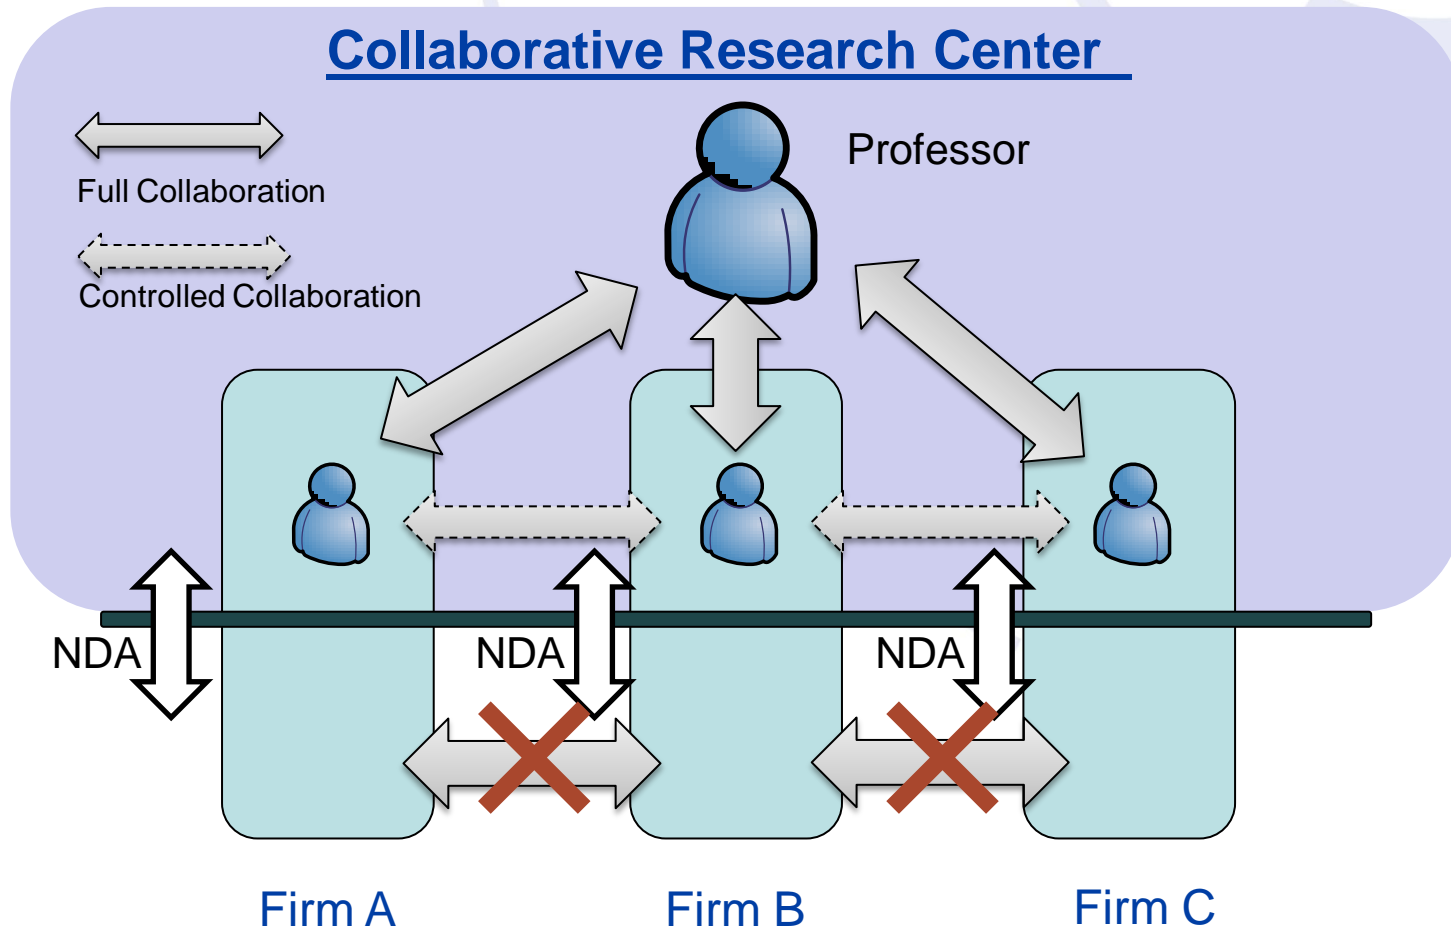 Collaborative Research Center
Professor
Full Collaboration
Controlled Collaboration
NDA
NDA
NDA
Firm A
Firm B
Firm C